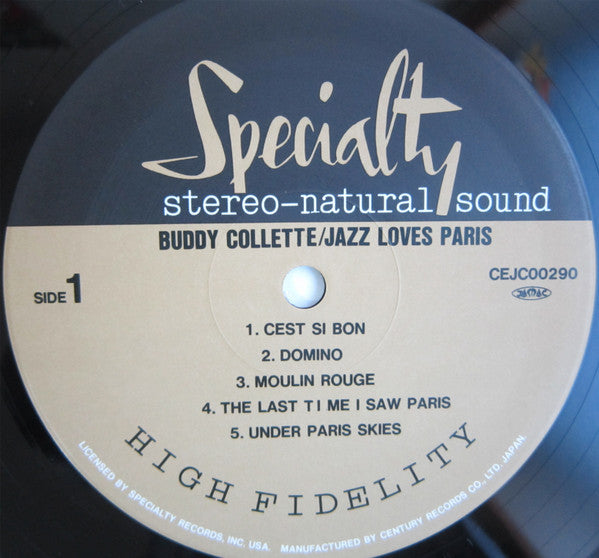 Specialty
stereo-natural sound
BUDDY COLLETTE/JAZZ LOVES PARIS
SIDE 1
CEJC00290
JASRAC
1. CEST SI BON
2. DOMINO
3. MOULIN ROUGE
4. THE LAST TI ME I SAW PARIS
5. UNDER PARIS SKIES
HIGH FIDELITY
LICENSED BY SPECIALTY RECORDS, INC. USA. MANUFACTURED BY CENTURY RECORDS CO., LTD. JAPAN.